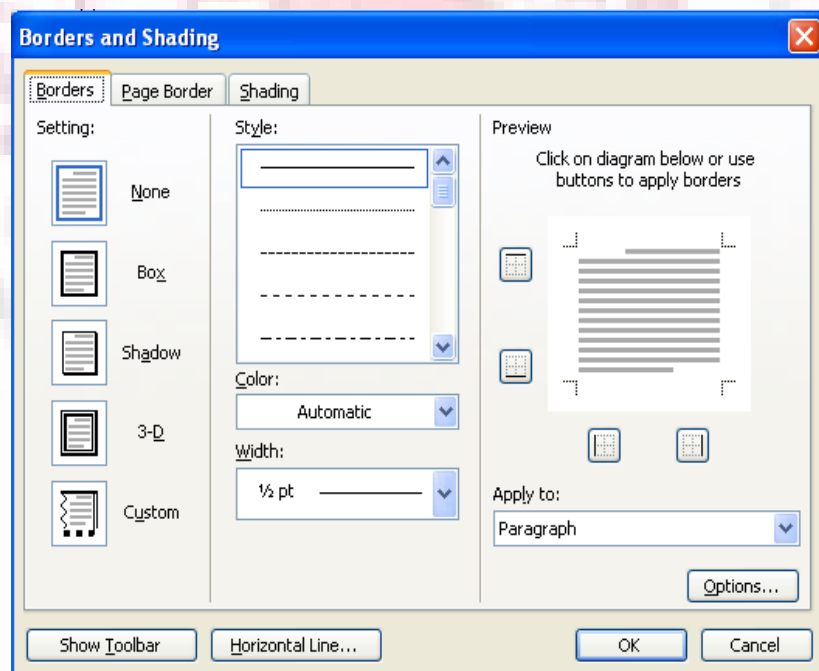 Borders and Shading
Borders
Page Border
Shading
Setting:
None
Box
Shadow
3-D
Custom
Style:
Color:
Automatic
Width:
½ pt
Preview
Click on diagram below or use
buttons to apply borders
Apply to:
Paragraph
Options...
Show Toolbar
Horizontal Line...
OK
Cancel